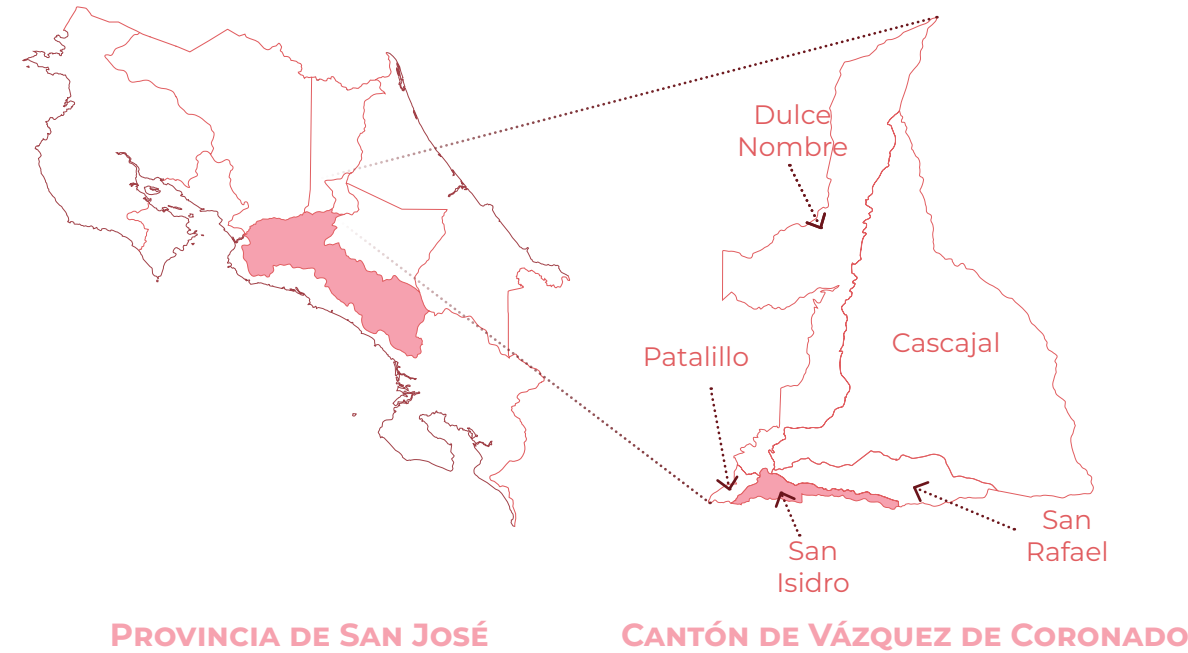 Dulce
Nombre
Patalillo
Cascajal
San
Isidro
San
Rafael
Provincia de San José
Cantón de Vázquez de Coronado